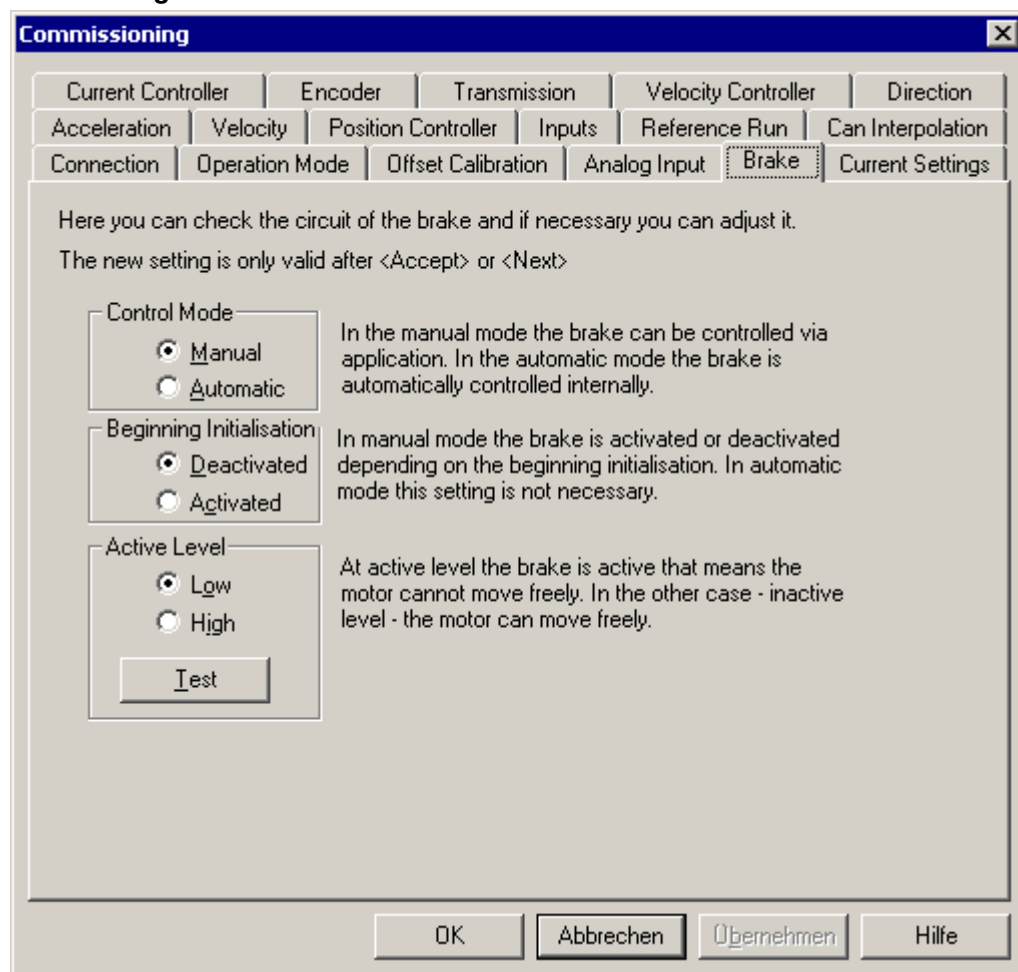 Commissioning
Current Controller Encoder Transmission Velocity Controller Direction
Acceleration Velocity Position Controller Inputs Reference Run Can Interpolation
Connection Operation Mode Offset Calibration Analog Input Brake Current Settings
Here you can check the circuit of the brake and if necessary you can adjust it.
The new setting is only valid after <Accept> or <Next>
Control Mode
Manual
Automatic
In the manual mode the brake can be controlled via
application. In the automatic mode the brake is
automatically controlled internally.
Beginning Initialisation
Deactivated
Activated
In manual mode the brake is activated or deactivated
depending on the beginning initialisation. In automatic
mode this setting is not necessary.
Active Level
Low
High
Test
At active level the brake is active that means the
motor cannot move freely. In the other case - inactive
level - the motor can move freely.
OK Abbrechen Übernehmen Hilfe